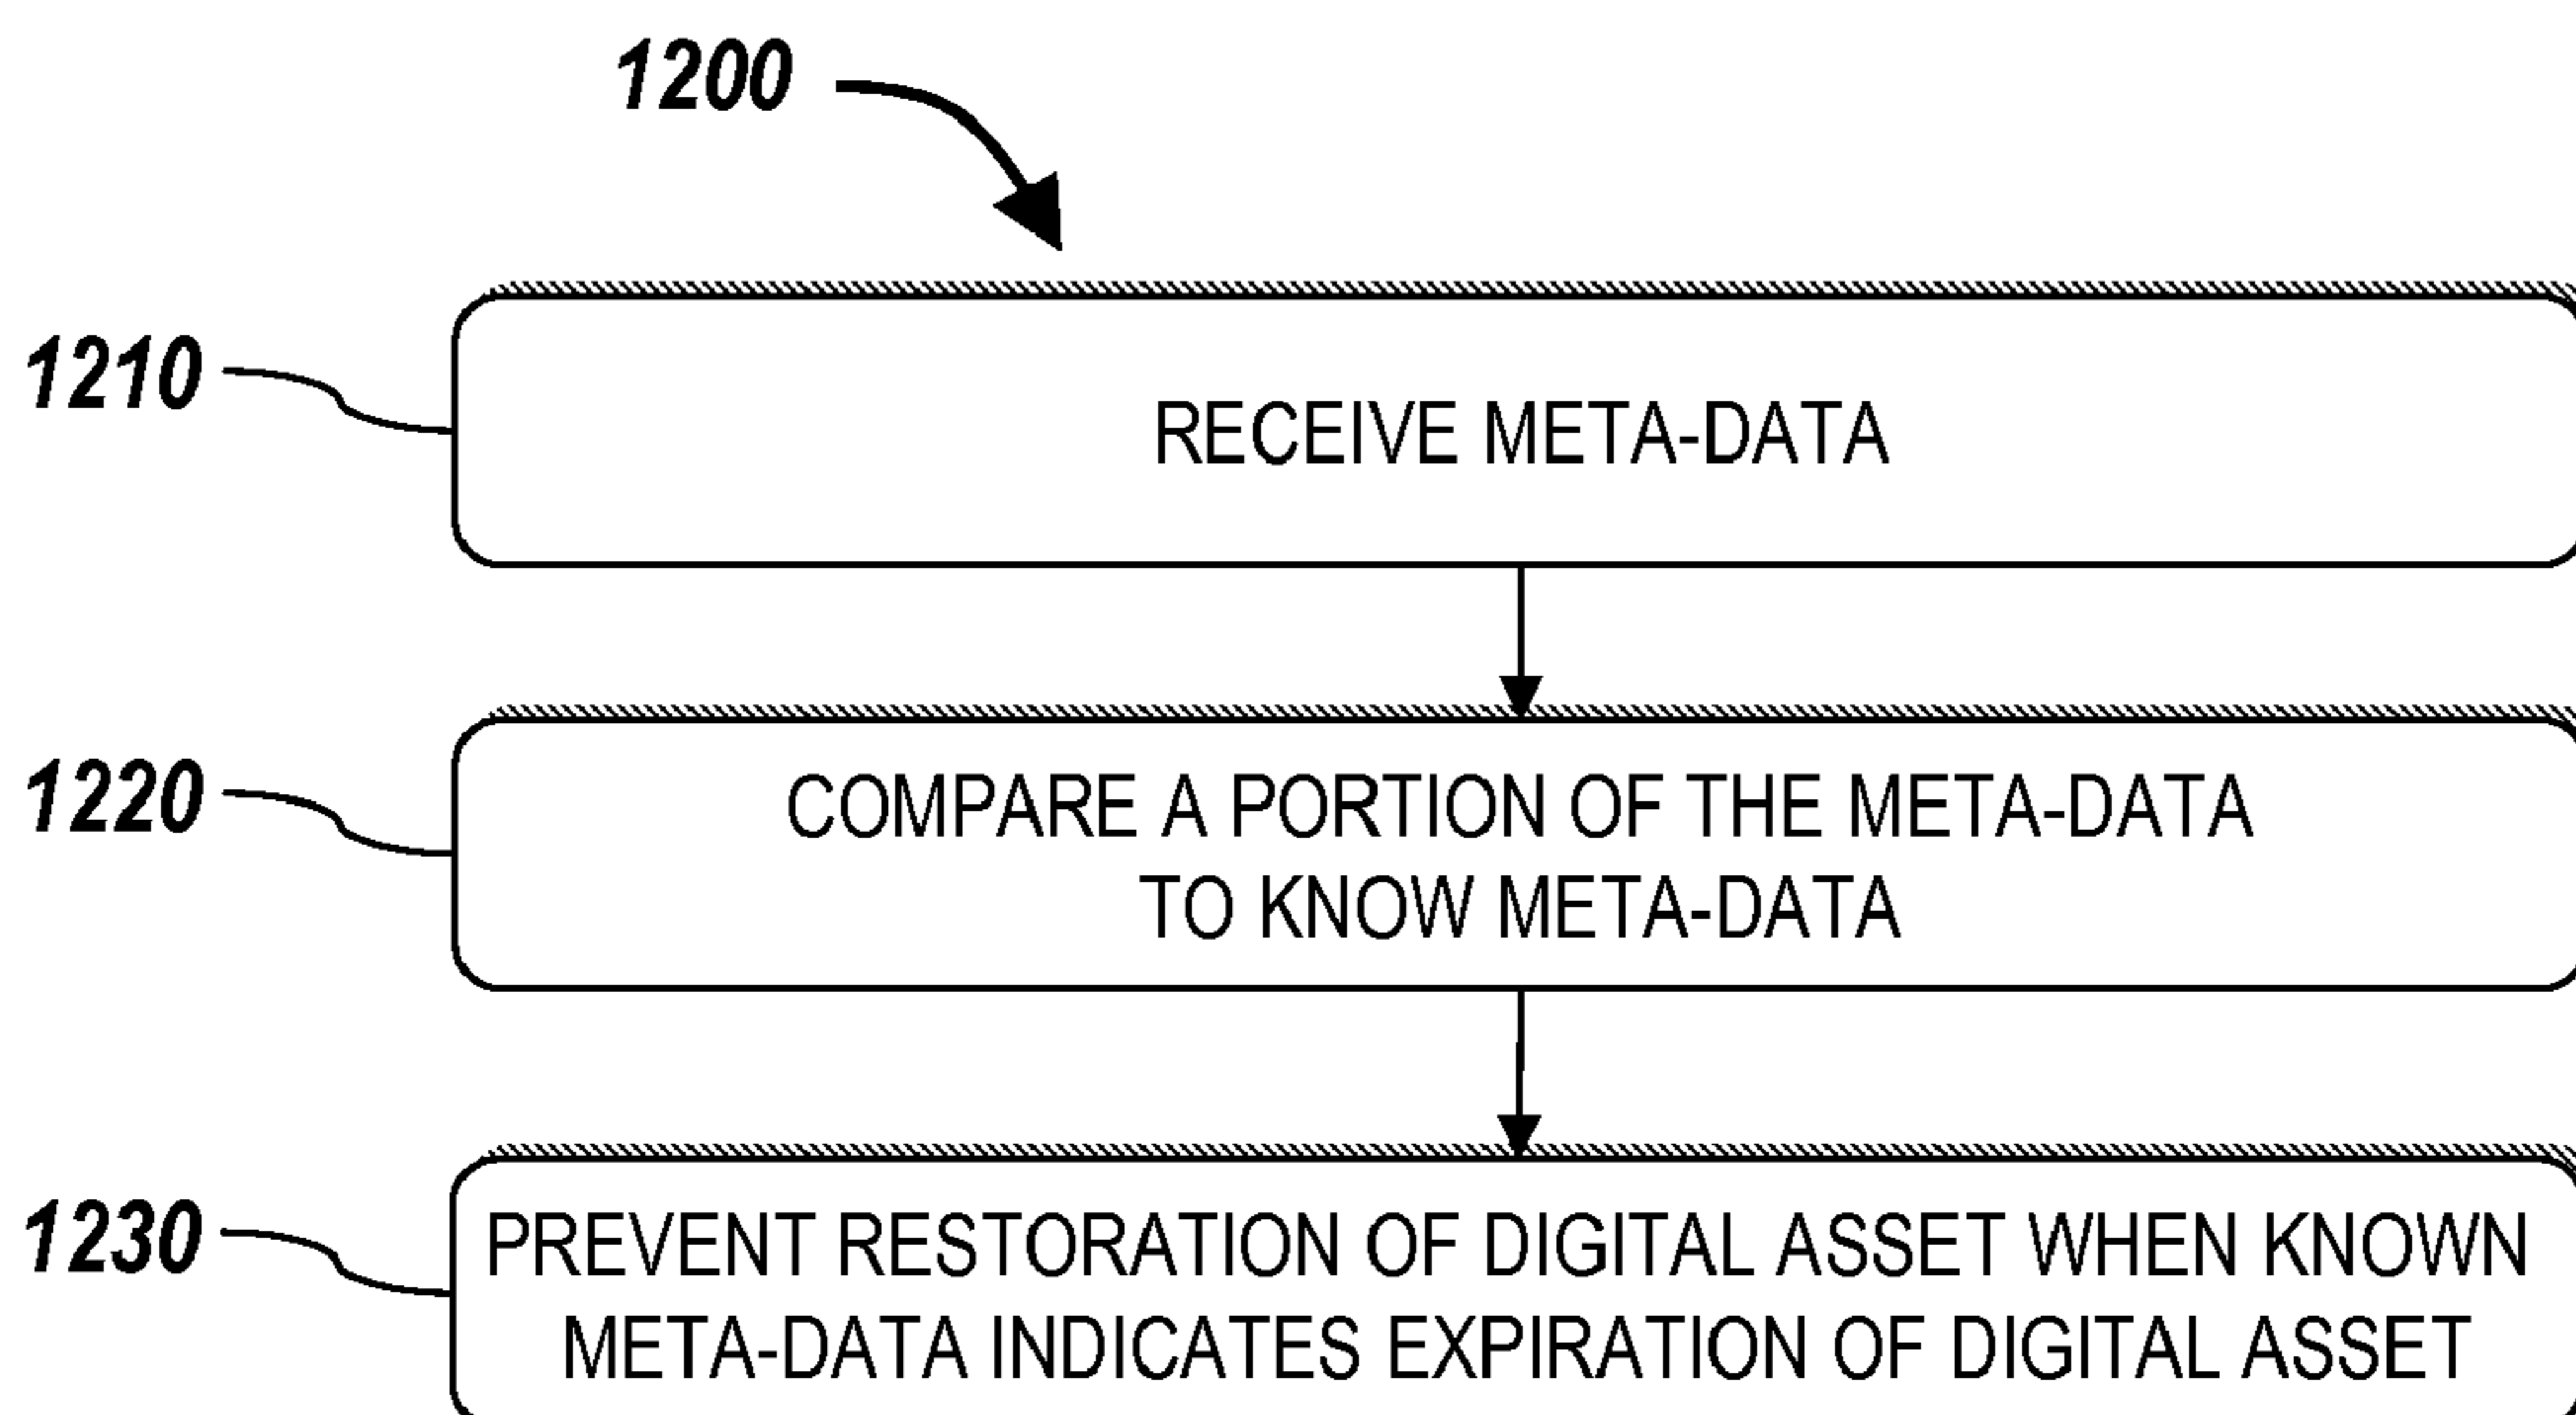 1200
1210
RECEIVE META-DATA
1220
COMPARE A PORTION OF THE META-DATA
TO KNOW META-DATA
1230
PREVENT RESTORATION OF DIGITAL ASSET WHEN KNOWN
META-DATA INDICATES EXPIRATION OF DIGITAL ASSET